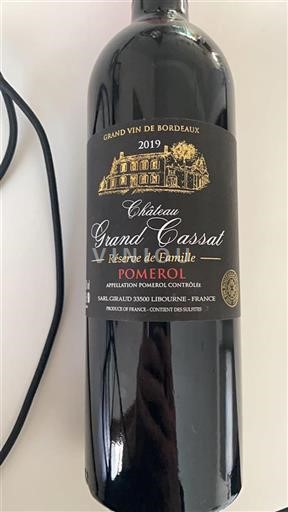 GRAND VIN DE BORDEAUX
2019
Château
Grand Cassat
VINIOU
Réserve de Famille
POMEROL
APPELLATION POMEROL CONTRÔLÉE
SARL GIRAUD 33500 LIBOURNE - FRANCE
PRODUCE OF FRANCE - CONTIENT DES SULFITES